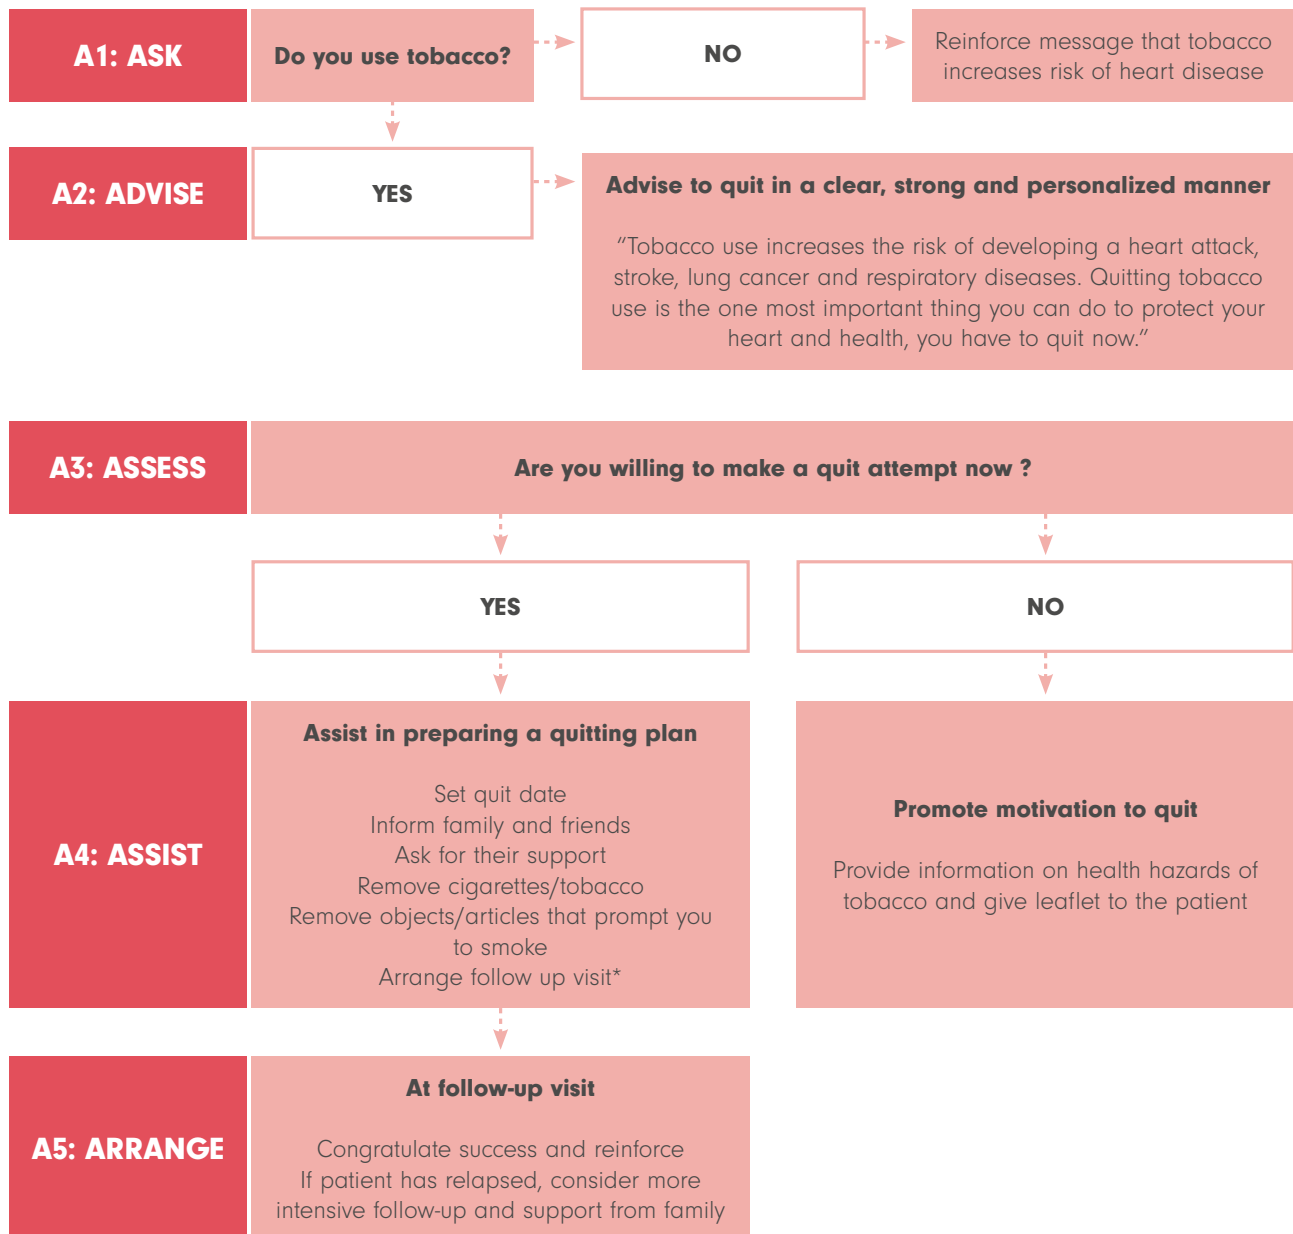 A1: ASK
Do you use tobacco?
NO
Reinforce message that tobacco
increases risk of heart disease
A2: ADVISE
YES
Advise to quit in a clear, strong and personalized manner
“Tobacco use increases the risk of developing a heart attack,
stroke, lung cancer and respiratory diseases. Quitting tobacco
use is the one most important thing you can do to protect your
heart and health, you have to quit now.”
A3: ASSESS
Are you willing to make a quit attempt now ?
YES
NO
A4: ASSIST
Assist in preparing a quitting plan
Set quit date
Inform family and friends
Ask for their support
Remove cigarettes/tobacco
Remove objects/articles that prompt you
to smoke
Arrange follow up visit*
Promote motivation to quit
Provide information on health hazards of
tobacco and give leaflet to the patient
A5: ARRANGE
At follow-up visit
Congratulate success and reinforce
If patient has relapsed, consider more
intensive follow-up and support from family